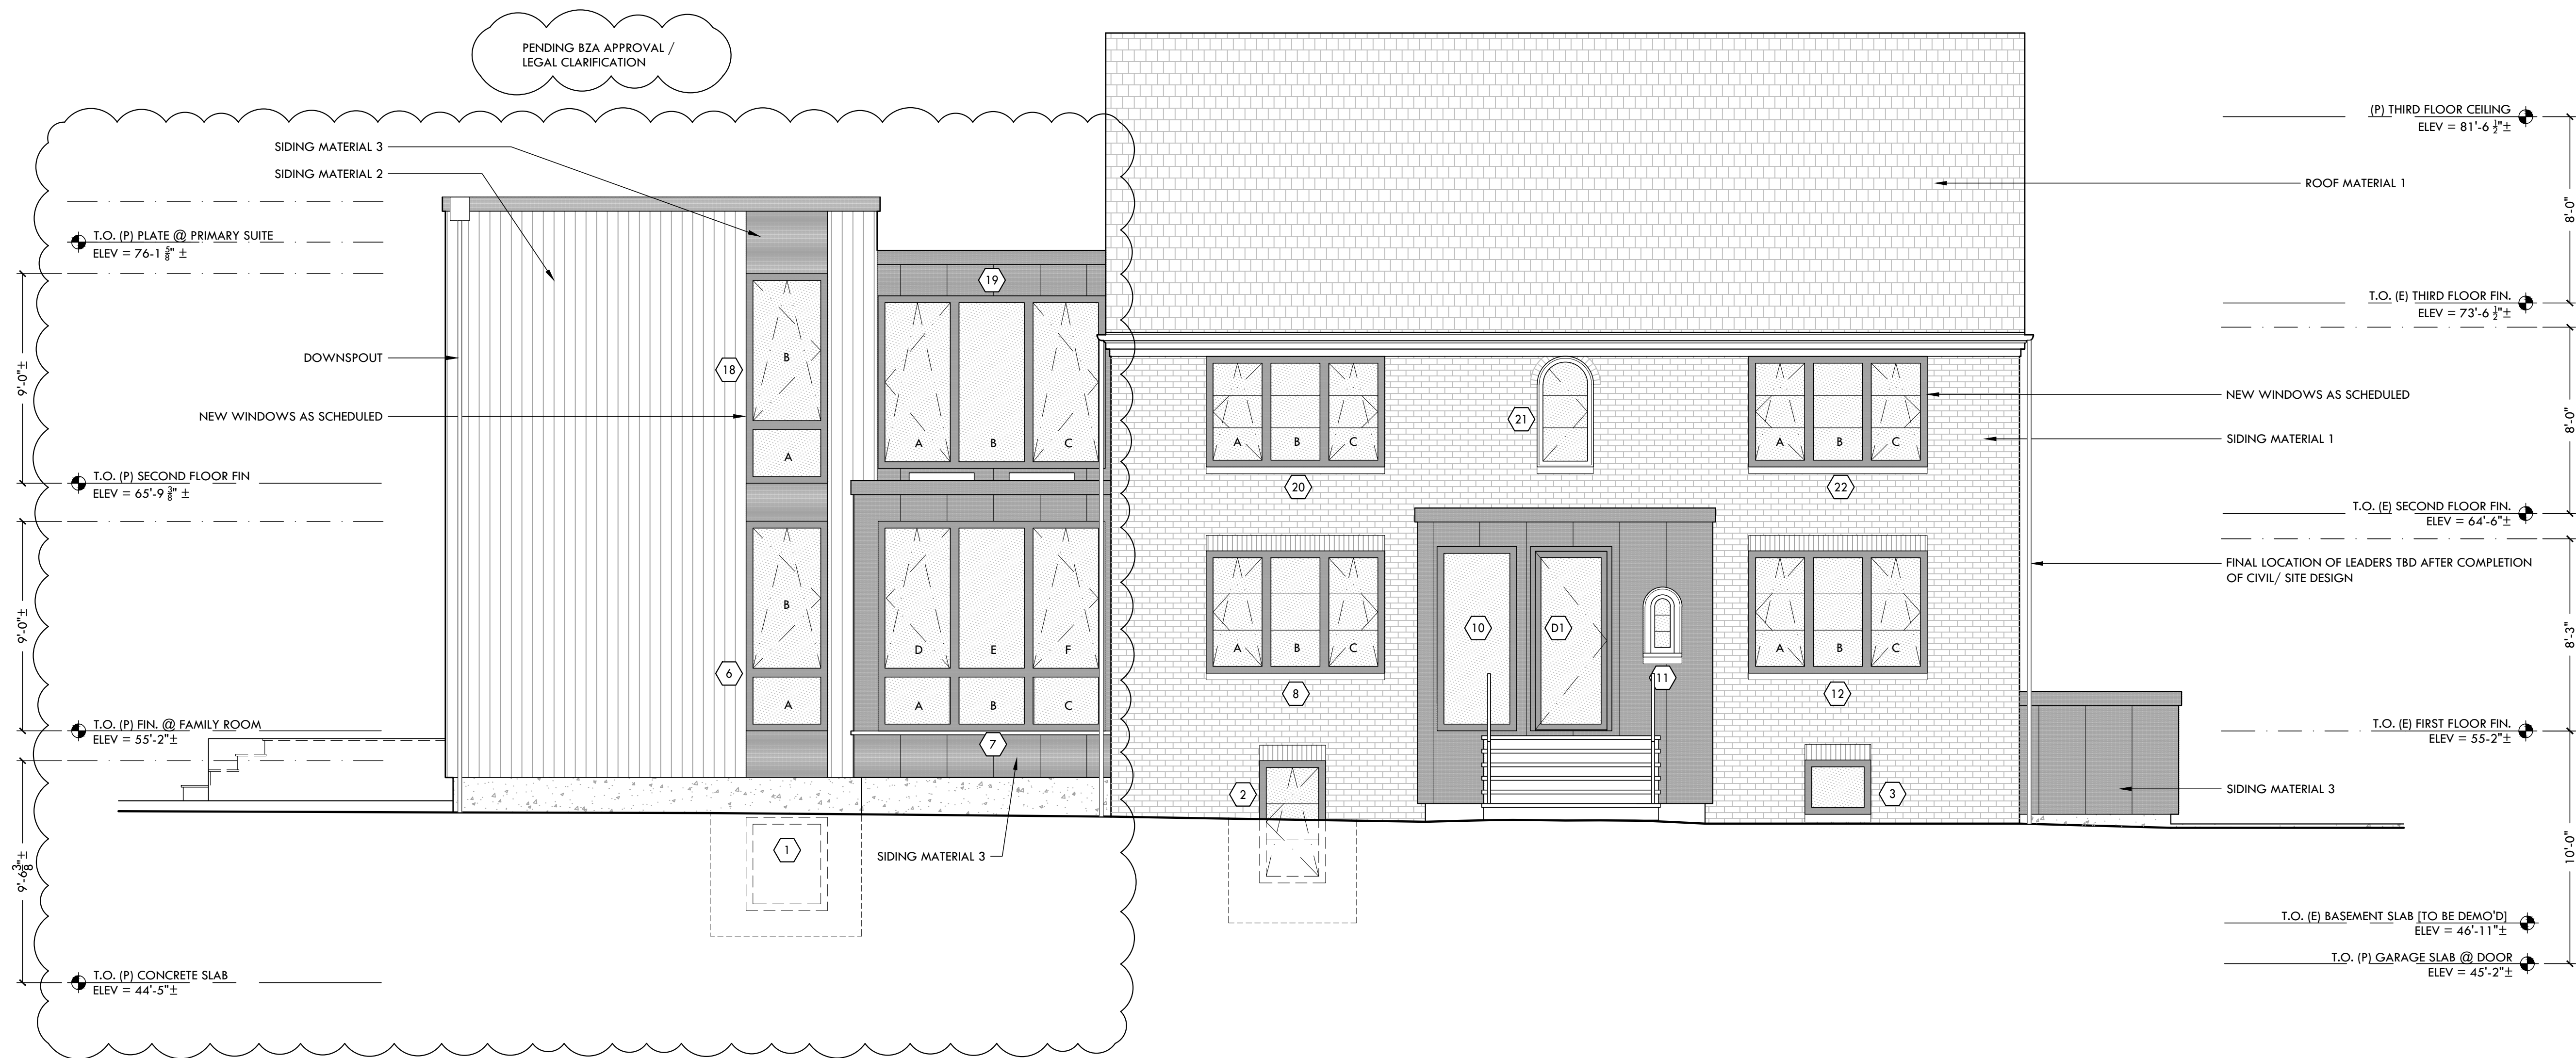 PENDING BZA APPROVAL /
LEGAL CLARIFICATION
SIDING MATERIAL 3
SIDING MATERIAL 2
T.O. (P) PLATE @ PRIMARY SUITE
ELEV = 76-1 5/8" ±
DOWNSPOUT
9'-0"±
NEW WINDOWS AS SCHEDULED
T.O. (P) SECOND FLOOR FIN
ELEV = 65'-9 3/8" ±
9'-0"±
T.O. (P) FIN. @ FAMILY ROOM
ELEV = 55'-2"±
9'-6 3/8"±
T.O. (P) CONCRETE SLAB
ELEV = 44'-5"±
18
B
A
6
B
A
1
19
A
B
C
D
E
F
A
B
C
7
SIDING MATERIAL 3
A
B
C
20
21
A
B
C
22
A
B
C
8
10
D1
11
A
B
C
12
2
3
(P) THIRD FLOOR CEILING
ELEV = 81'-6 1/2"±
ROOF MATERIAL 1
8'-0"
T.O. (E) THIRD FLOOR FIN.
ELEV = 73'-6 1/2"±
NEW WINDOWS AS SCHEDULED
8'-0"
SIDING MATERIAL 1
T.O. (E) SECOND FLOOR FIN.
ELEV = 64'-6"±
FINAL LOCATION OF LEADERS TBD AFTER COMPLETION
OF CIVIL/ SITE DESIGN
8'-3"
T.O. (E) FIRST FLOOR FIN.
ELEV = 55-2"±
SIDING MATERIAL 3
10'-0"
T.O. (E) BASEMENT SLAB [TO BE DEMO'D]
ELEV = 46'-11"±
T.O. (P) GARAGE SLAB @ DOOR
ELEV = 45'-2"±